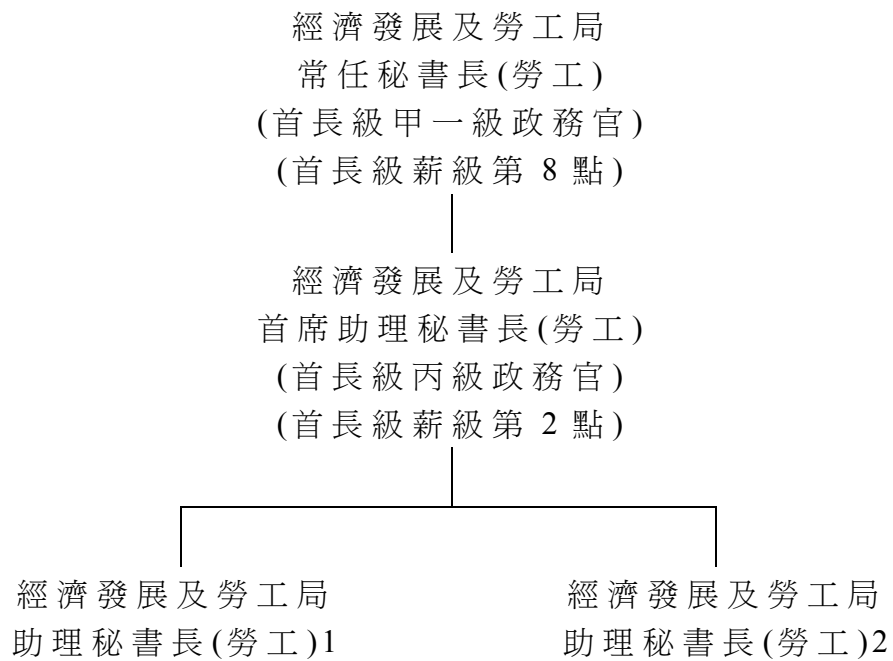 經濟發展及勞工局
常任秘書長(勞工)
(首長級甲一級政務官)
(首長級薪級第 8 點)
經濟發展及勞工局
首席助理秘書長(勞工)
(首長級丙級政務官)
(首長級薪級第 2 點)
經濟發展及勞工局
助理秘書長(勞工)1
經濟發展及勞工局
助理秘書長(勞工)2